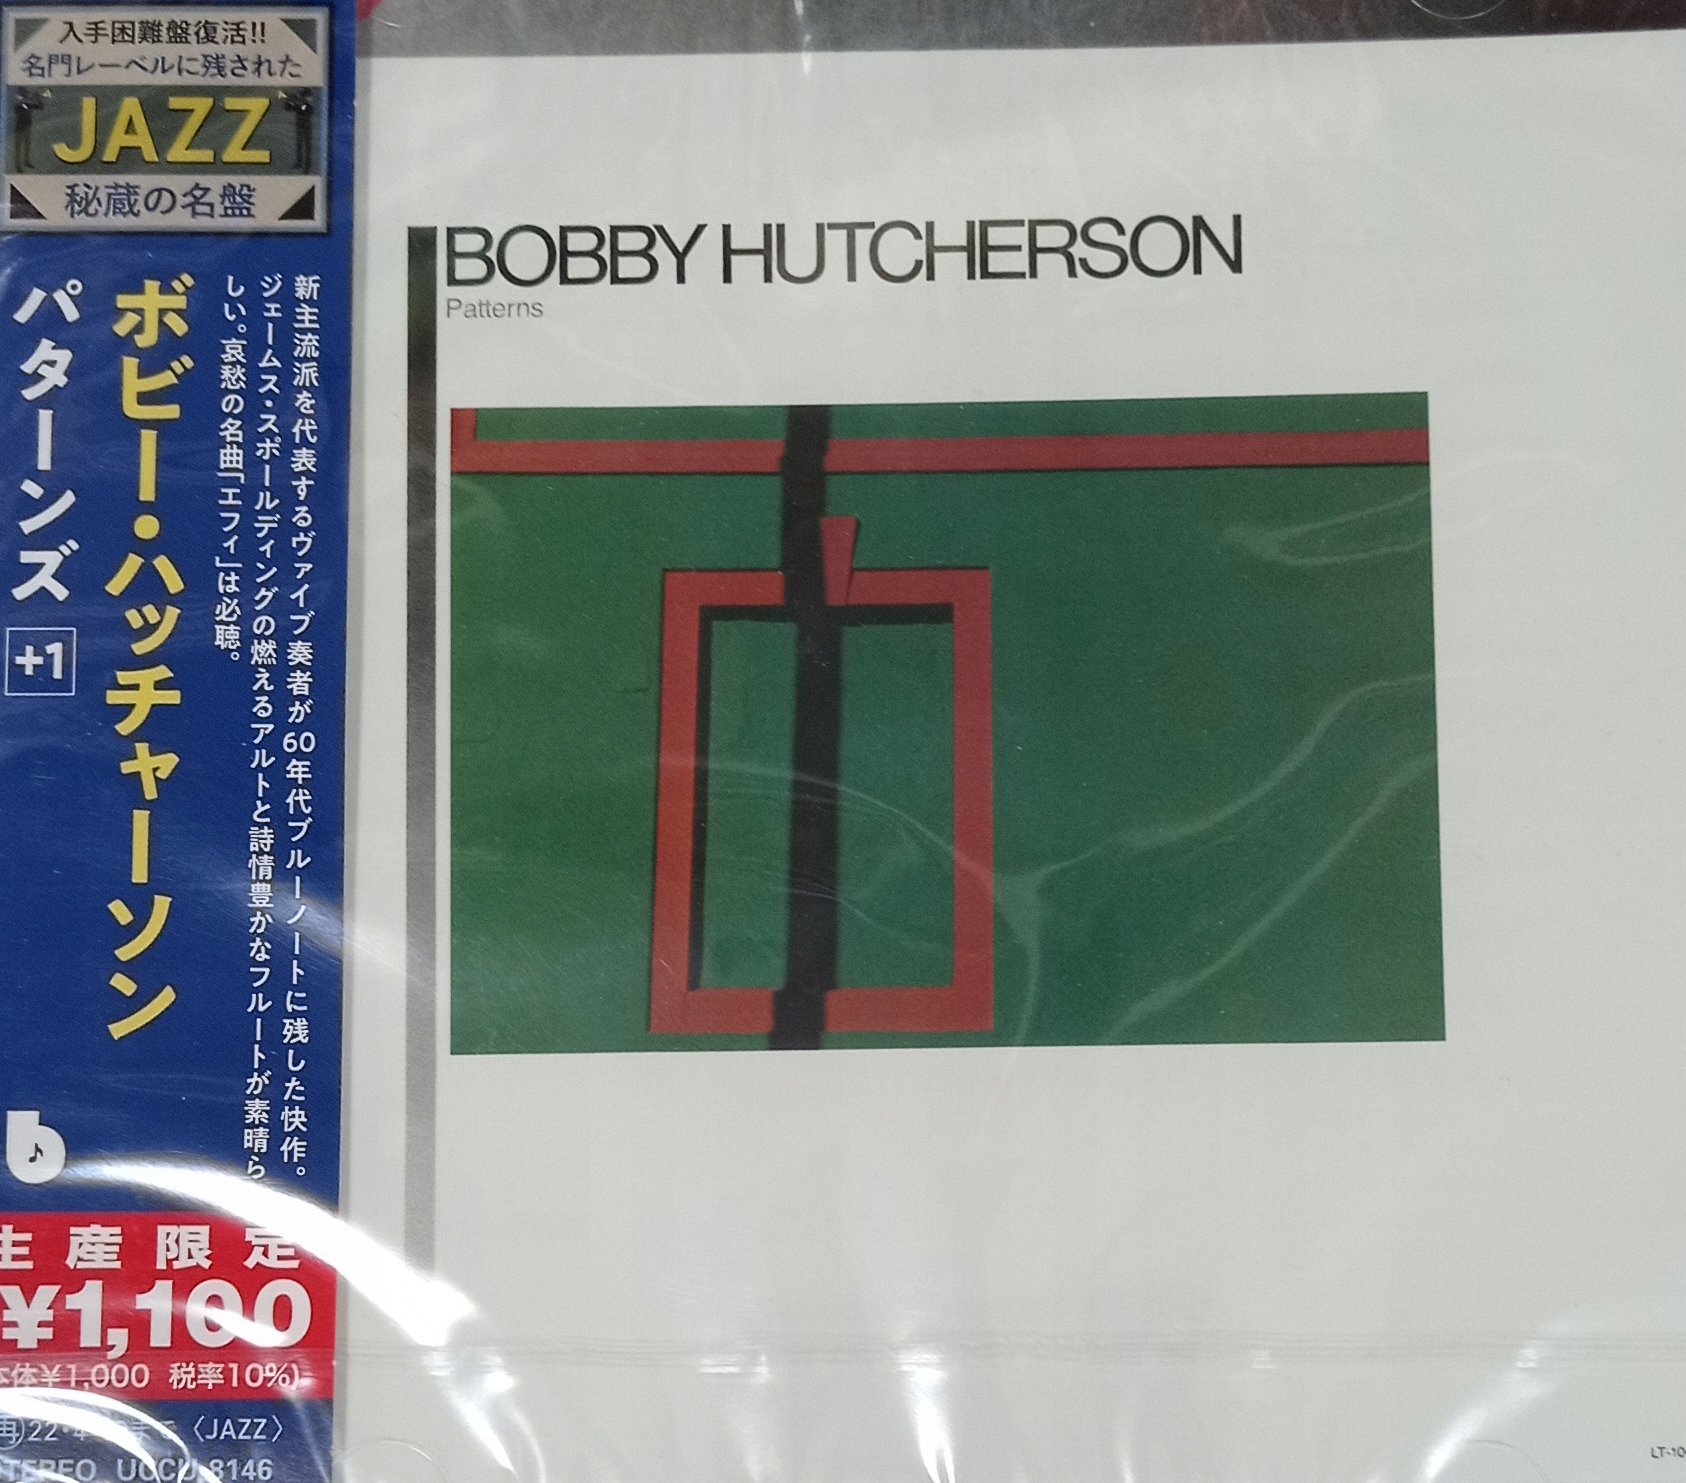 入手困難盤復活!!
名門レーベルに残された
JAZZ
秘蔵の名盤
新主流派を代表するヴァイブ奏者が60年代ブルーノートに残した快作。
ジェームス・スポールディングの燃えるアルトと詩情豊かなフルートが素晴ら
しい。哀愁の名曲「エフィ」は必聴。
ボビー・ハッチャーソン
パターンズ +1
生産限定
¥1,100
本体¥1,000 税率10%)
〈JAZZ〉
STEREO UCCU-8146
BOBBY HUTCHERSON
Patterns